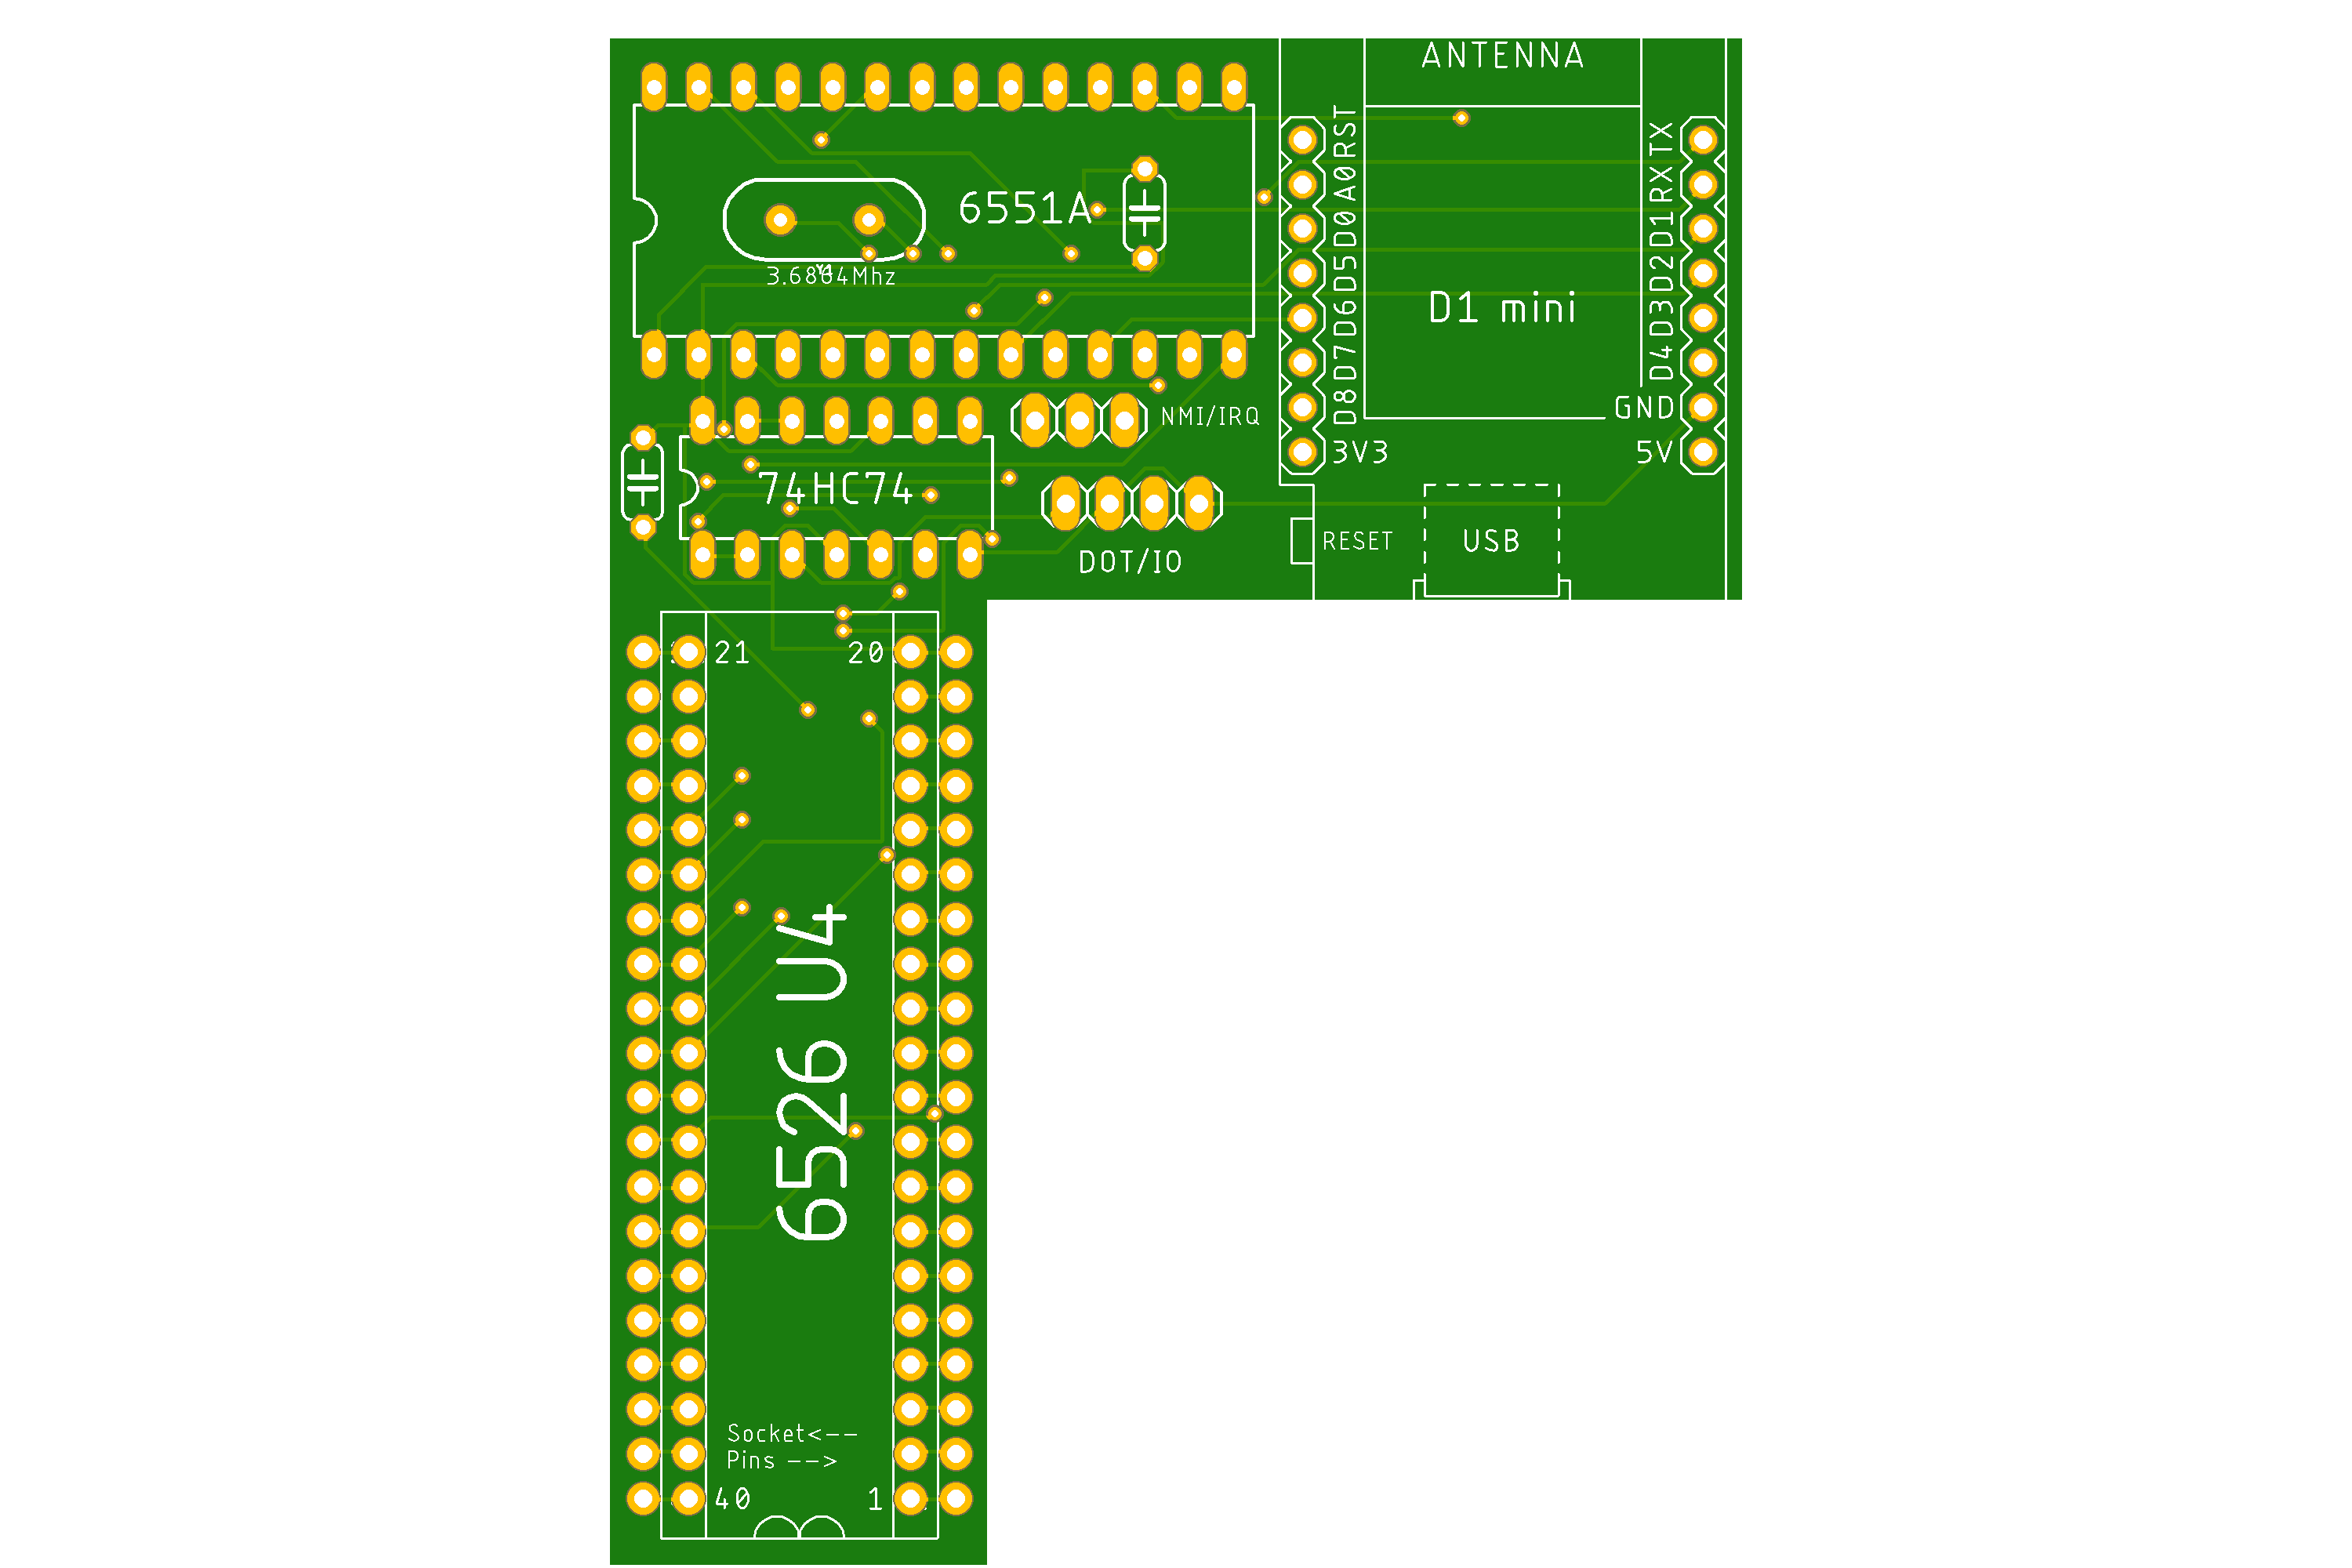 ANTENNA
RST
A0
D0
D5
D6
D7
D8
3V3
TX
RX
D1
D2
D3
D4
GND
5V
6551A
3.6864Mhz
Y1
D1 mini
NMI/IRQ
74HC74
DOT/IO
RESET
USB
21 20
6526 U4
Socket<--
Pins -->
40 1